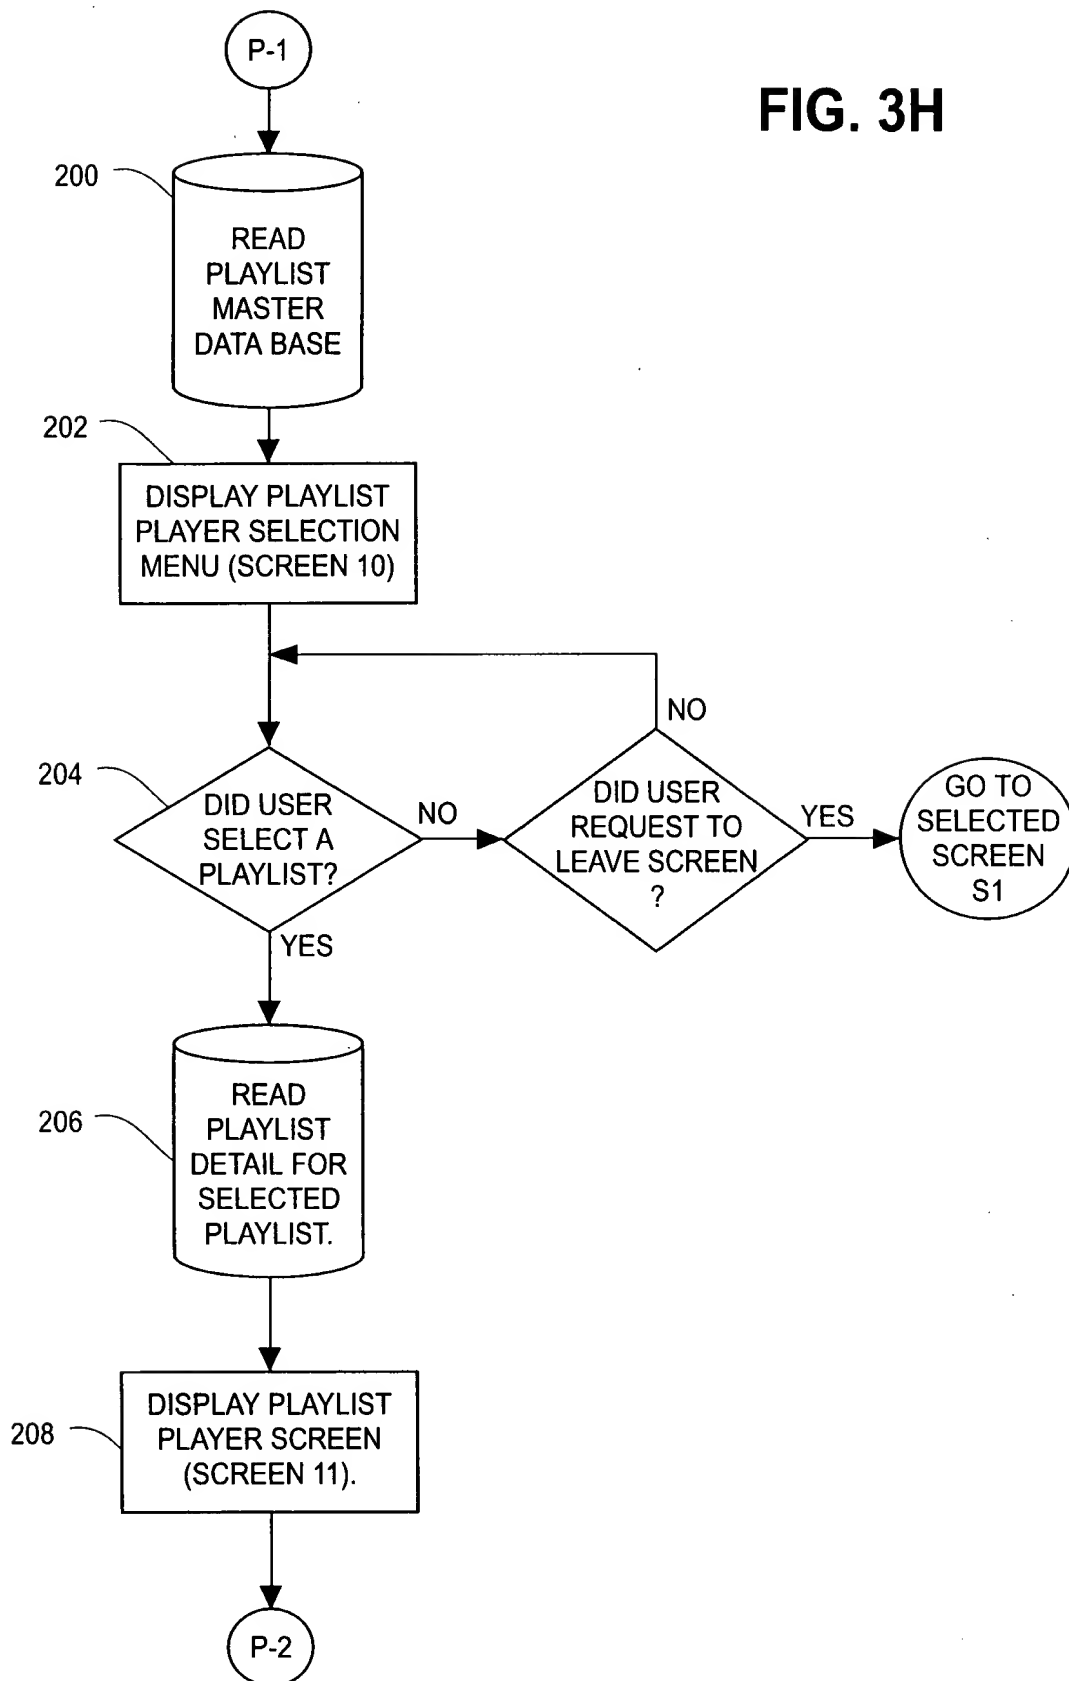 P-1
FIG. 3H
200
READ
PLAYLIST
MASTER
DATA BASE
202
DISPLAY PLAYLIST
PLAYER SELECTION
MENU (SCREEN 10)
NO
204
DID USER
SELECT A
PLAYLIST?
NO
DID USER
REQUEST TO
LEAVE SCREEN
?
YES
GO TO
SELECTED
SCREEN
S1
YES
206
READ
PLAYLIST
DETAIL FOR
SELECTED
PLAYLIST.
208
DISPLAY PLAYLIST
PLAYER SCREEN
(SCREEN 11).
P-2